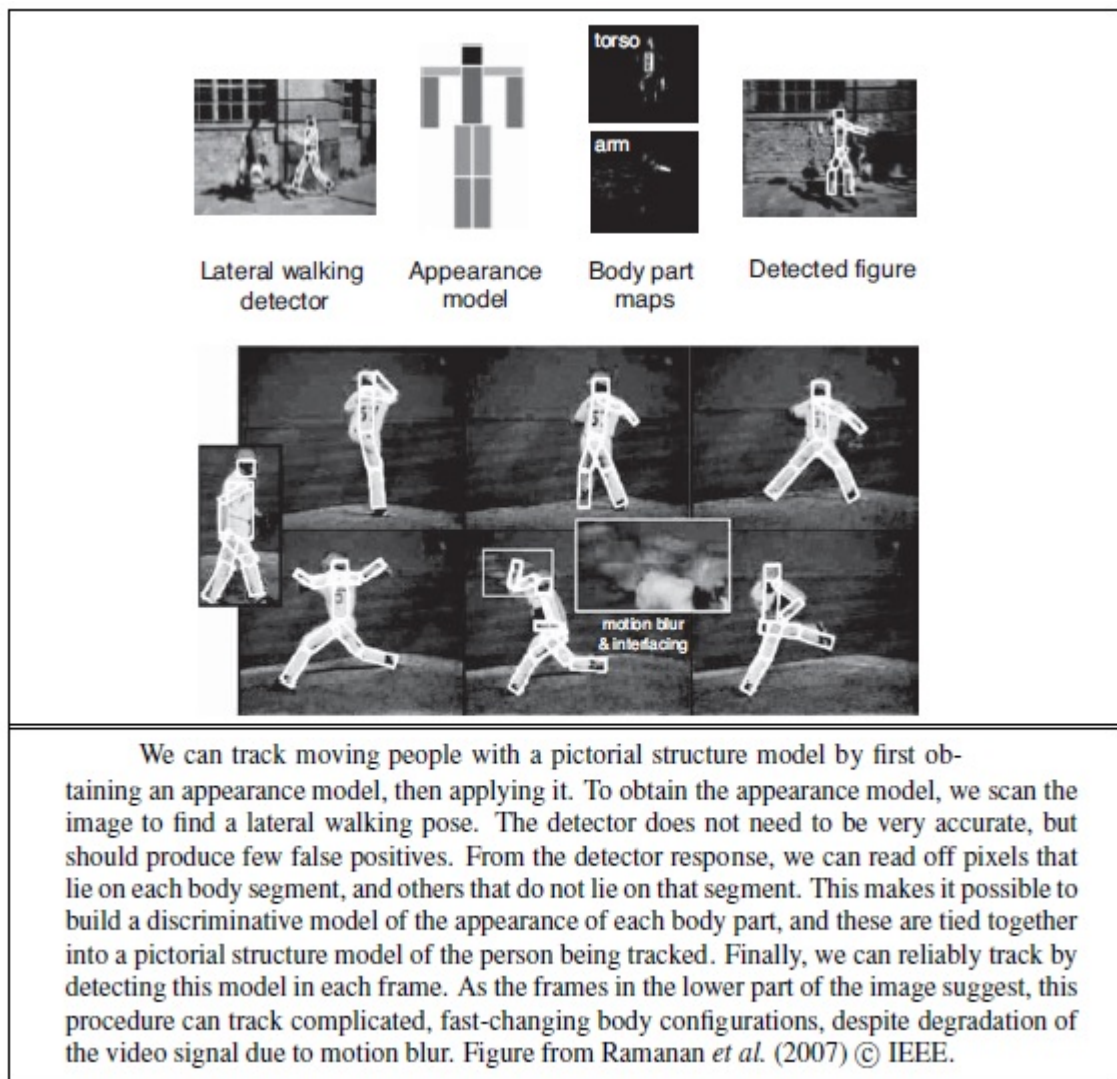 torso
arm
Lateral walking
detector
Appearance
model
Body part
maps
Detected figure
motion blur
& interlacing
We can track moving people with a pictorial structure model by first ob-
taining an appearance model, then applying it. To obtain the appearance model, we scan the
image to find a lateral walking pose. The detector does not need to be very accurate, but
should produce few false positives. From the detector response, we can read off pixels that
lie on each body segment, and others that do not lie on that segment. This makes it possible to
build a discriminative model of the appearance of each body part, and these are tied together
into a pictorial structure model of the person being tracked. Finally, we can reliably track by
detecting this model in each frame. As the frames in the lower part of the image suggest, this
procedure can track complicated, fast-changing body configurations, despite degradation of
the video signal due to motion blur. Figure from Ramanan et al. (2007) © IEEE.